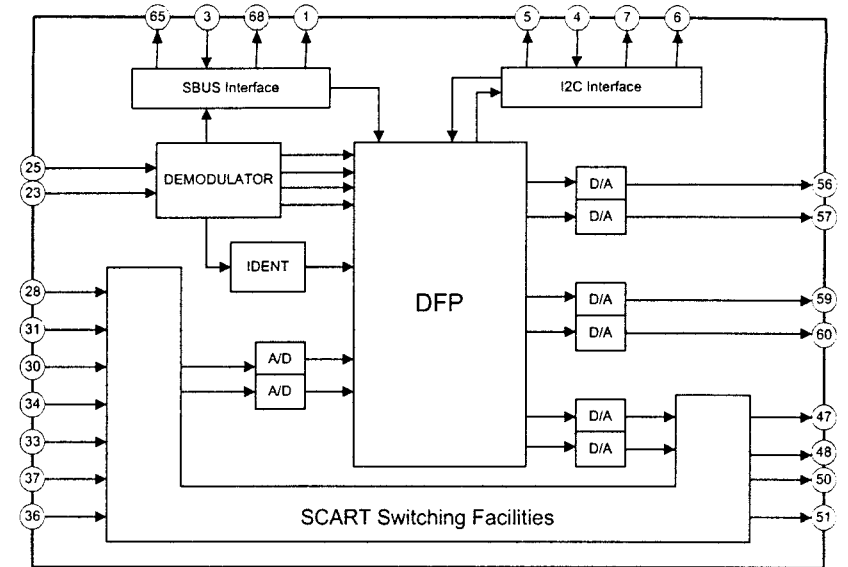 65 3 68 1 5 4 7 6
SBUS Interface
I2C Interface
25
23
DEMODULATOR
D/A
56
D/A
57
IDENT
28
DFP
D/A
59
31
D/A
60
30
A/D
34
A/D
D/A
47
33
D/A
48
37
50
36
SCART Switching Facilities
51